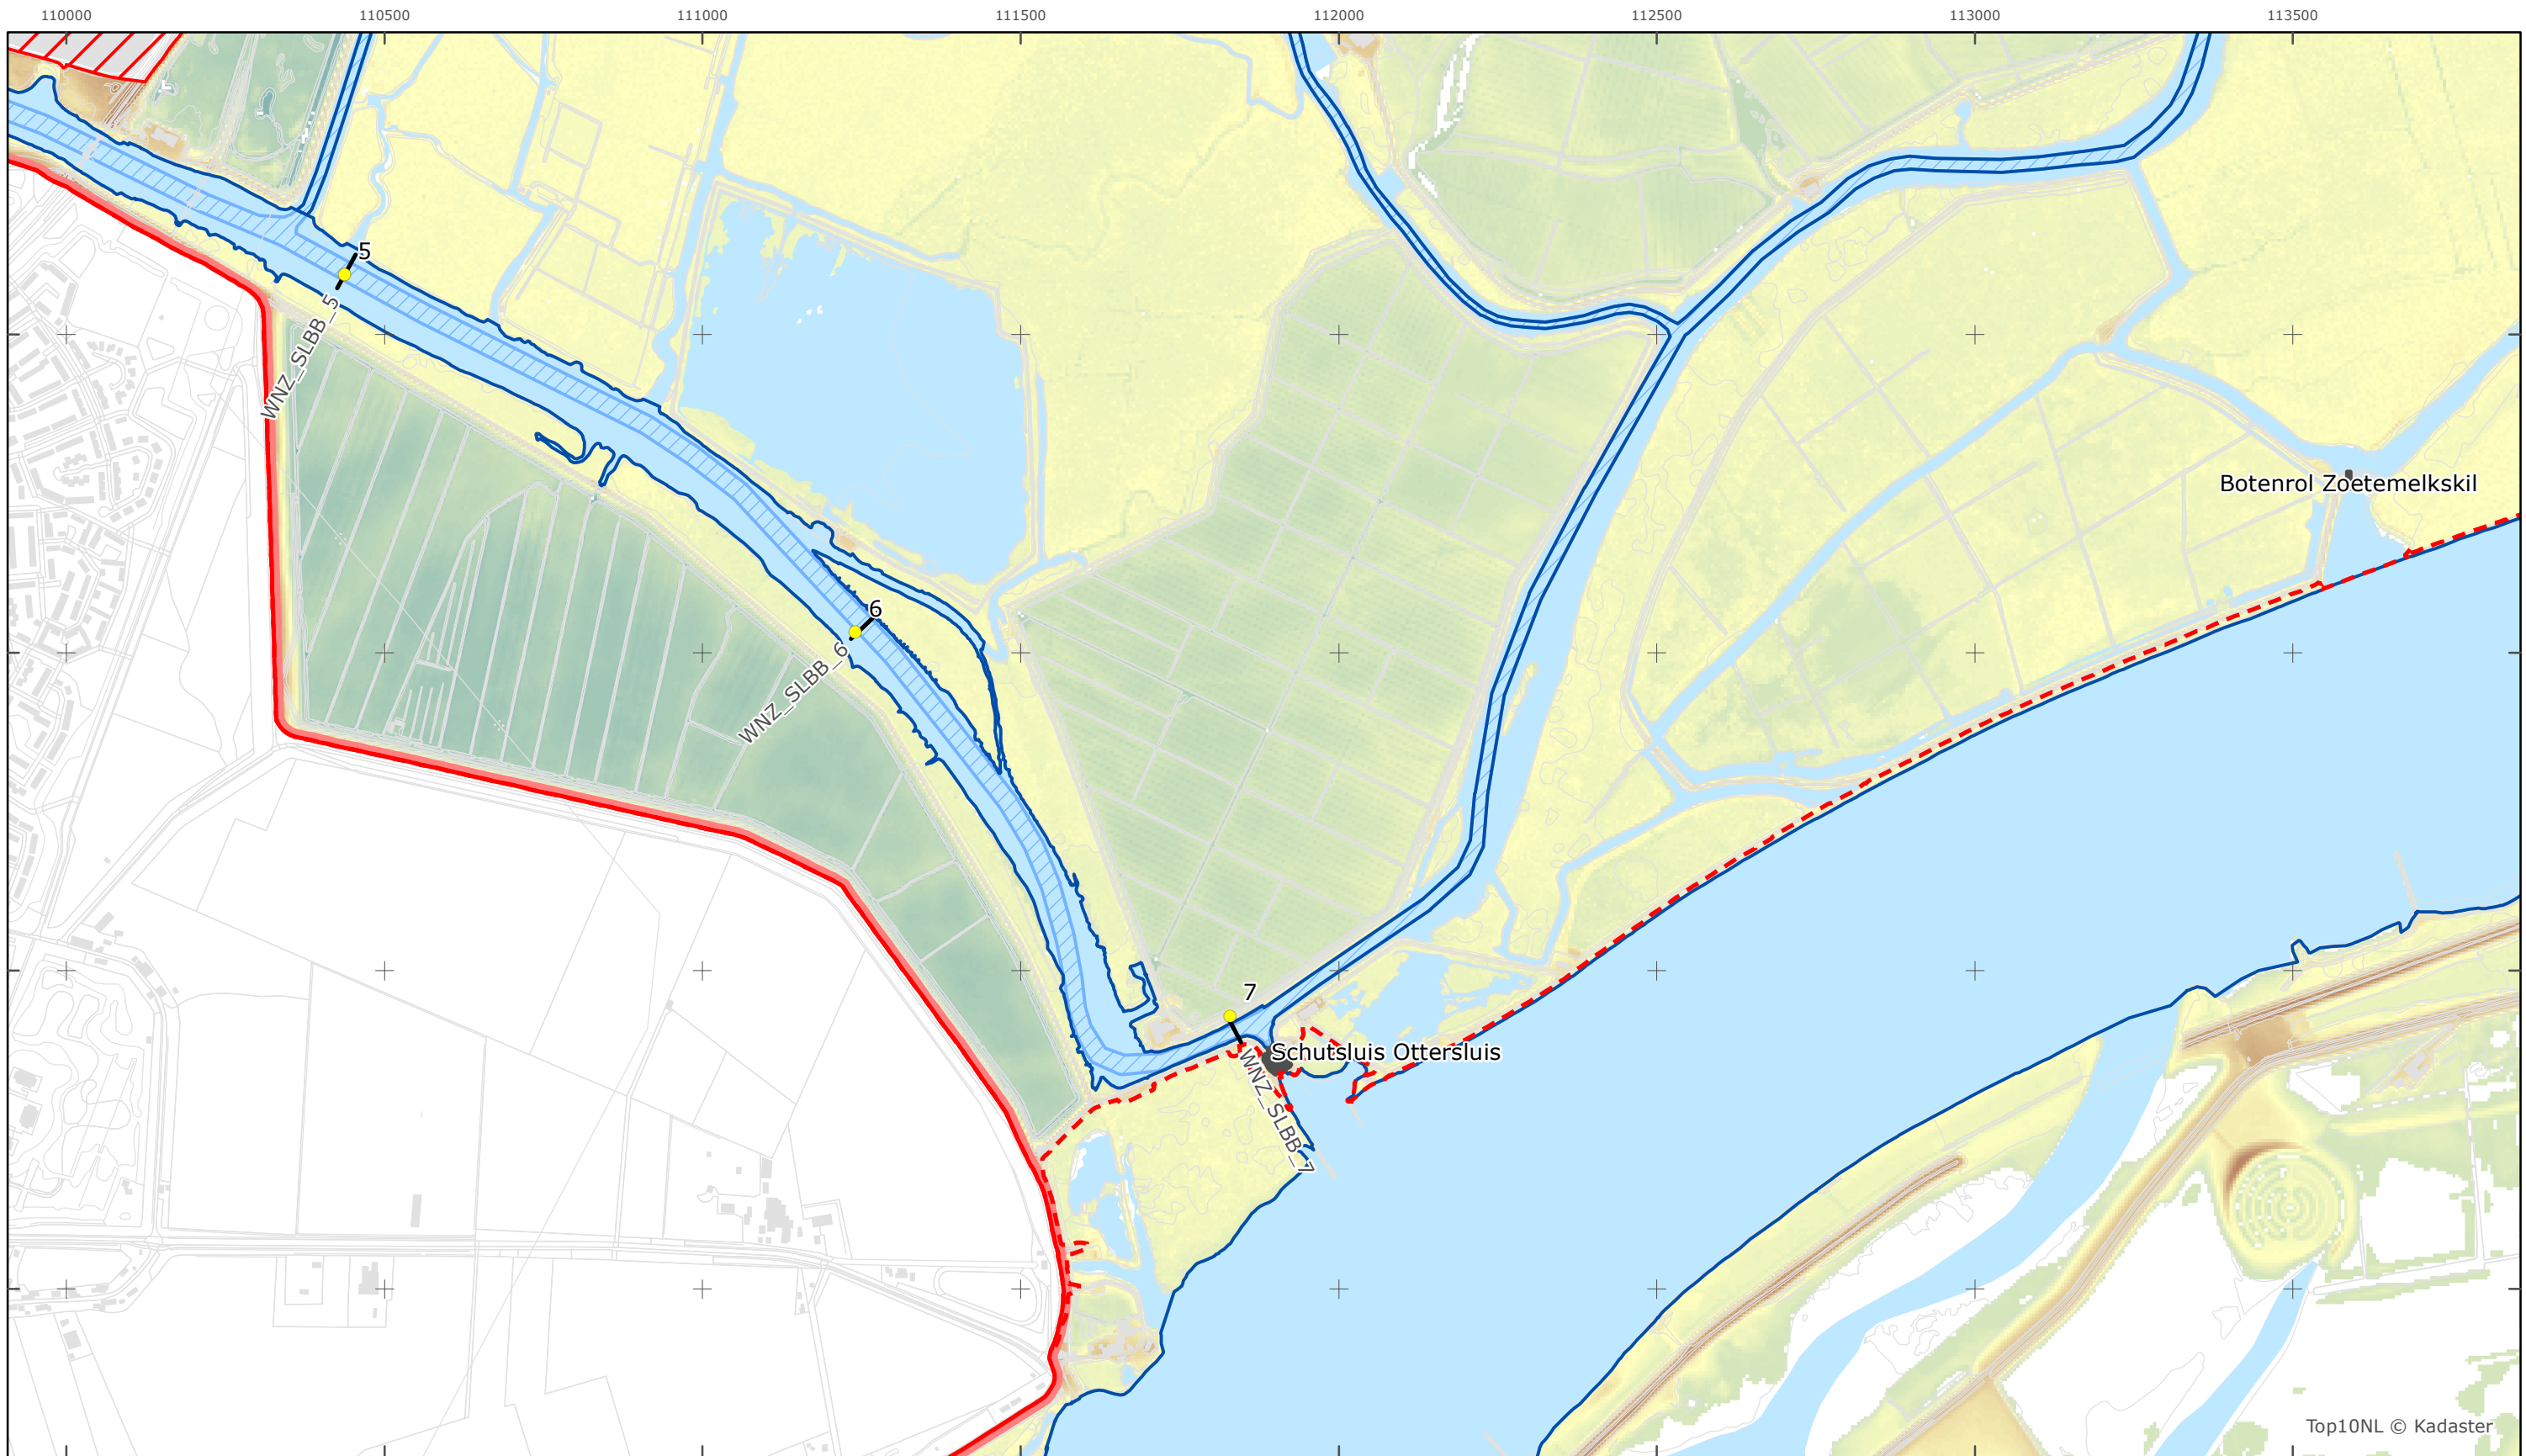 110000 110500 111000 111500 112000 112500 113000 113500
5
WNZ_SLBB_5
Botenrol Zoetemelkskil
6
WNZ_SLBB_6
7
Schutsluis Ottersluis
WNZ_SLBB_7
Top10NL © Kadaster